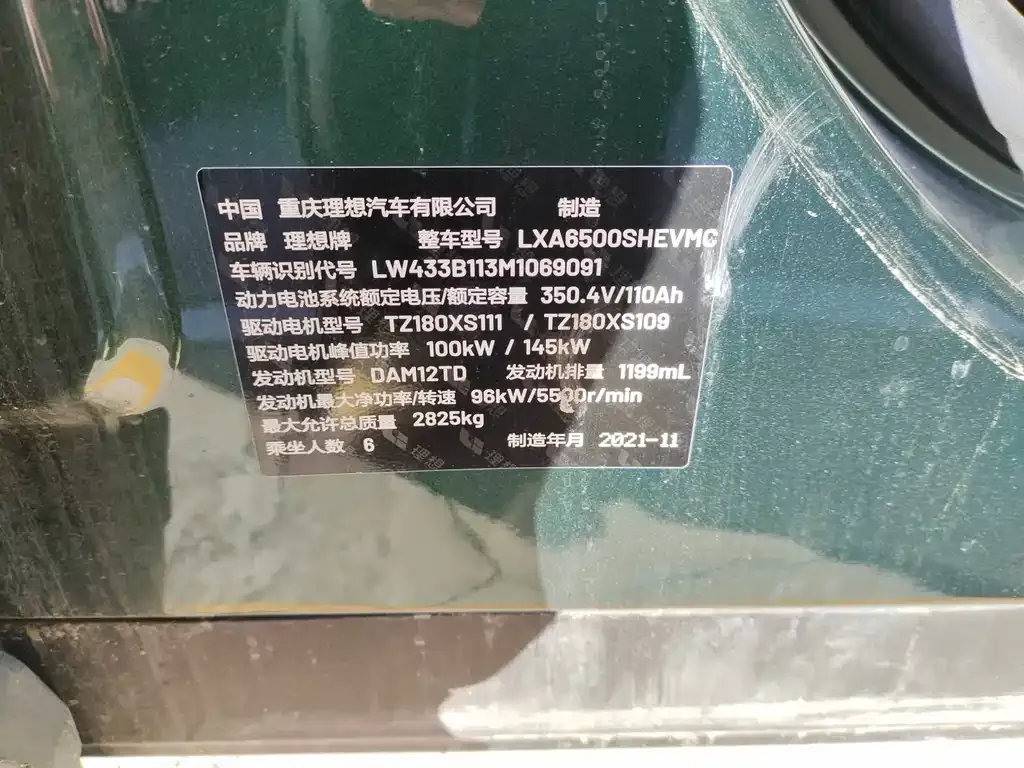 中国 重庆理想汽车有限公司 制造
品牌 理想牌 整车型号 LXA6500SHEVM
车辆识别代号 LW433B113M1069091
动力电池系统额定电压/额定容量 350.4V/110Ah
驱动电机型号 TZ180XS111 / TZ180XS109
驱动电机峰值功率 100kW / 145kW
发动机型号 DAM12TD 发动机排量 1199mL
发动机最大净功率/转速 96kW/5500r/min
最大允许总质量 2825kg
乘坐人数 6 制造年月 2021-11